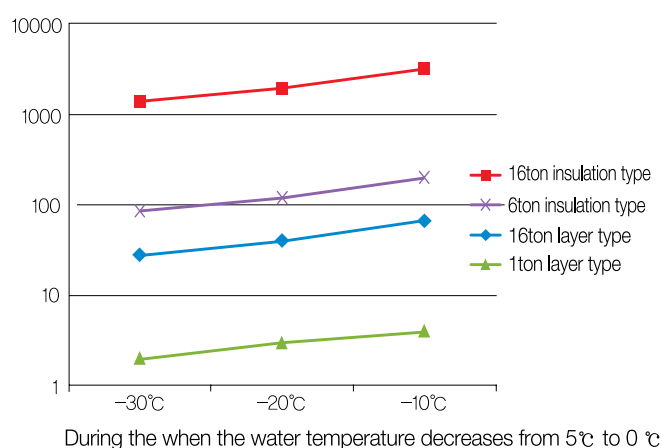 10000
1000
100
10
1
−30℃
−20℃
−10℃
16ton insulation type
6ton insulation type
16ton layer type
1ton layer type
During the when the water temperature decreases from 5℃ to 0 ℃